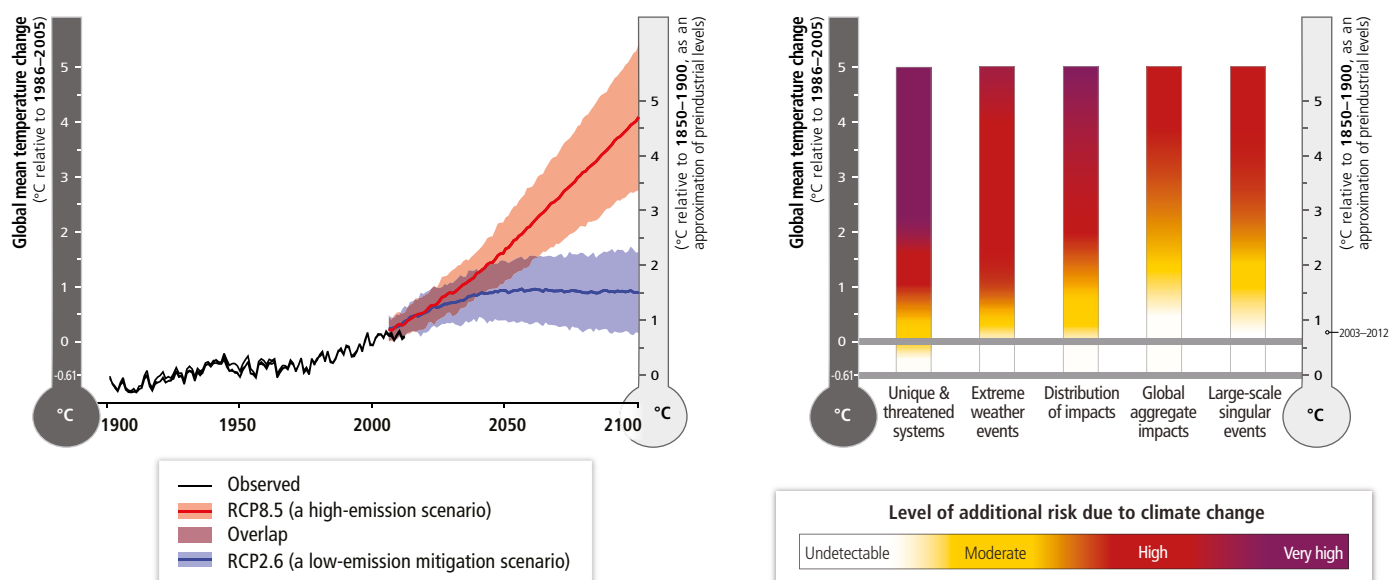 Global mean temperature change
(°C relative to 1986–2005)
5
4
3
2
1
0
-0.61
°C
(°C relative to 1850–1900, as an
approximation of preindustrial levels)
5
4
3
2
1
0
°C
1900
1950
2000
2050
2100
Observed
RCP8.5 (a high-emission scenario)
Overlap
RCP2.6 (a low-emission mitigation scenario)
Global mean temperature change
(°C relative to 1986–2005)
5
4
3
2
1
0
-0.61
°C
(°C relative to 1850–1900, as an
approximation of preindustrial levels)
5
4
3
2
1
0
°C
2003–2012
Unique &
threatened
systems
Extreme
weather
events
Distribution
of impacts
Global
aggregate
impacts
Large-scale
singular
events
Level of additional risk due to climate change
Undetectable
Moderate
High
Very high